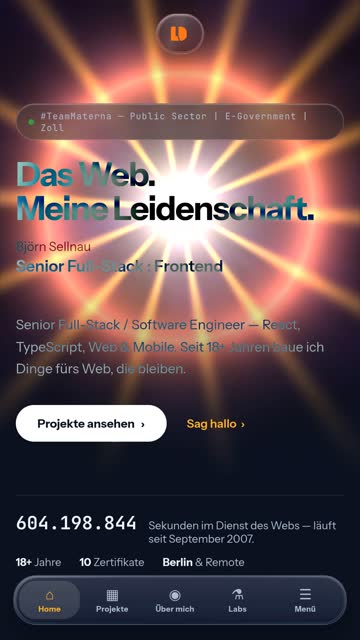 #TeamMaterna — Public Sector | E-Government |
Zoll
Das Web.
Meine Leidenschaft.
Björn Sellnau
Senior Full-Stack : Frontend
Senior Full-Stack / Software Engineer — React,
TypeScript, Web & Mobile. Seit 18+ Jahren baue ich
Dinge fürs Web, die bleiben.
Projekte ansehen ›
Sag hallo ›
604.198.844
Sekunden im Dienst des Webs — läuft
seit September 2007.
18+ Jahre
10 Zertifikate
Berlin & Remote
Home
Projekte
Über mich
Labs
Menü